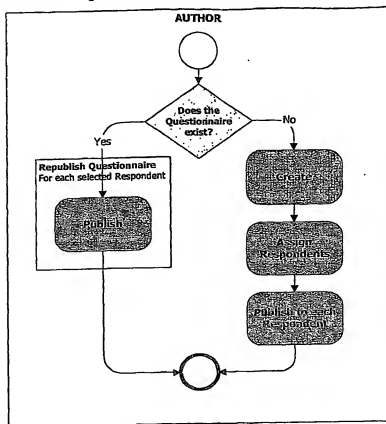 AUTHOR
Does the
Questionnaire
exist?
Yes
No
Republish Questionnaire
For each selected Respondent
Publish
Create
Assign
Respondents
Publish to each
Respondent